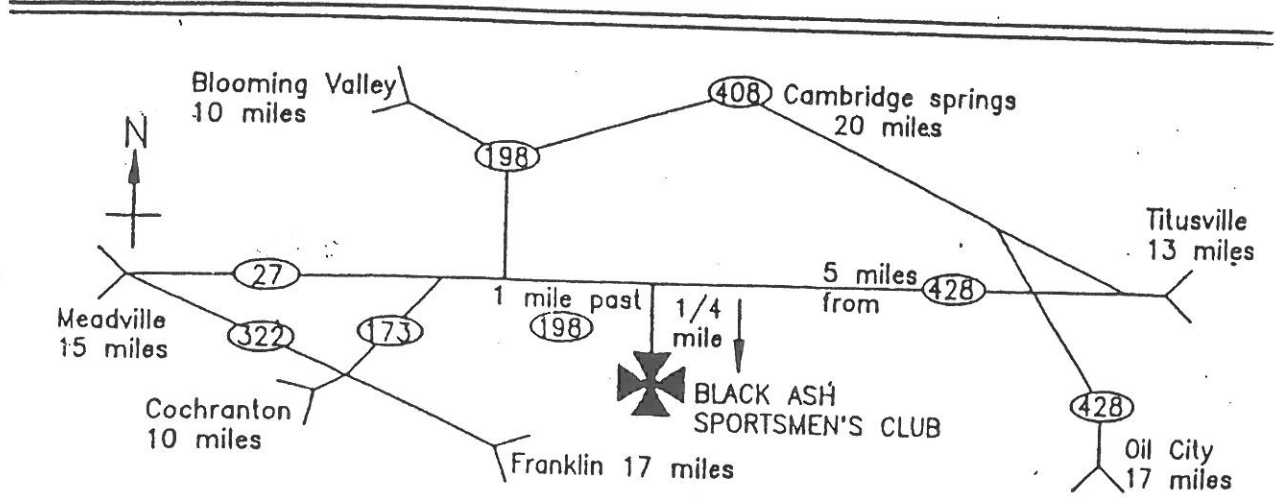 Blooming Valley
10 miles
408
Cambridge springs
20 miles
N
198
Titusville
13 miles
27
5 miles
from
428
1 mile past
198
1/4
mile
Meadville
15 miles
322
173
BLACK ASH
SPORTSMEN'S CLUB
Cochranton
10 miles
428
Franklin 17 miles
Oil City
17 miles